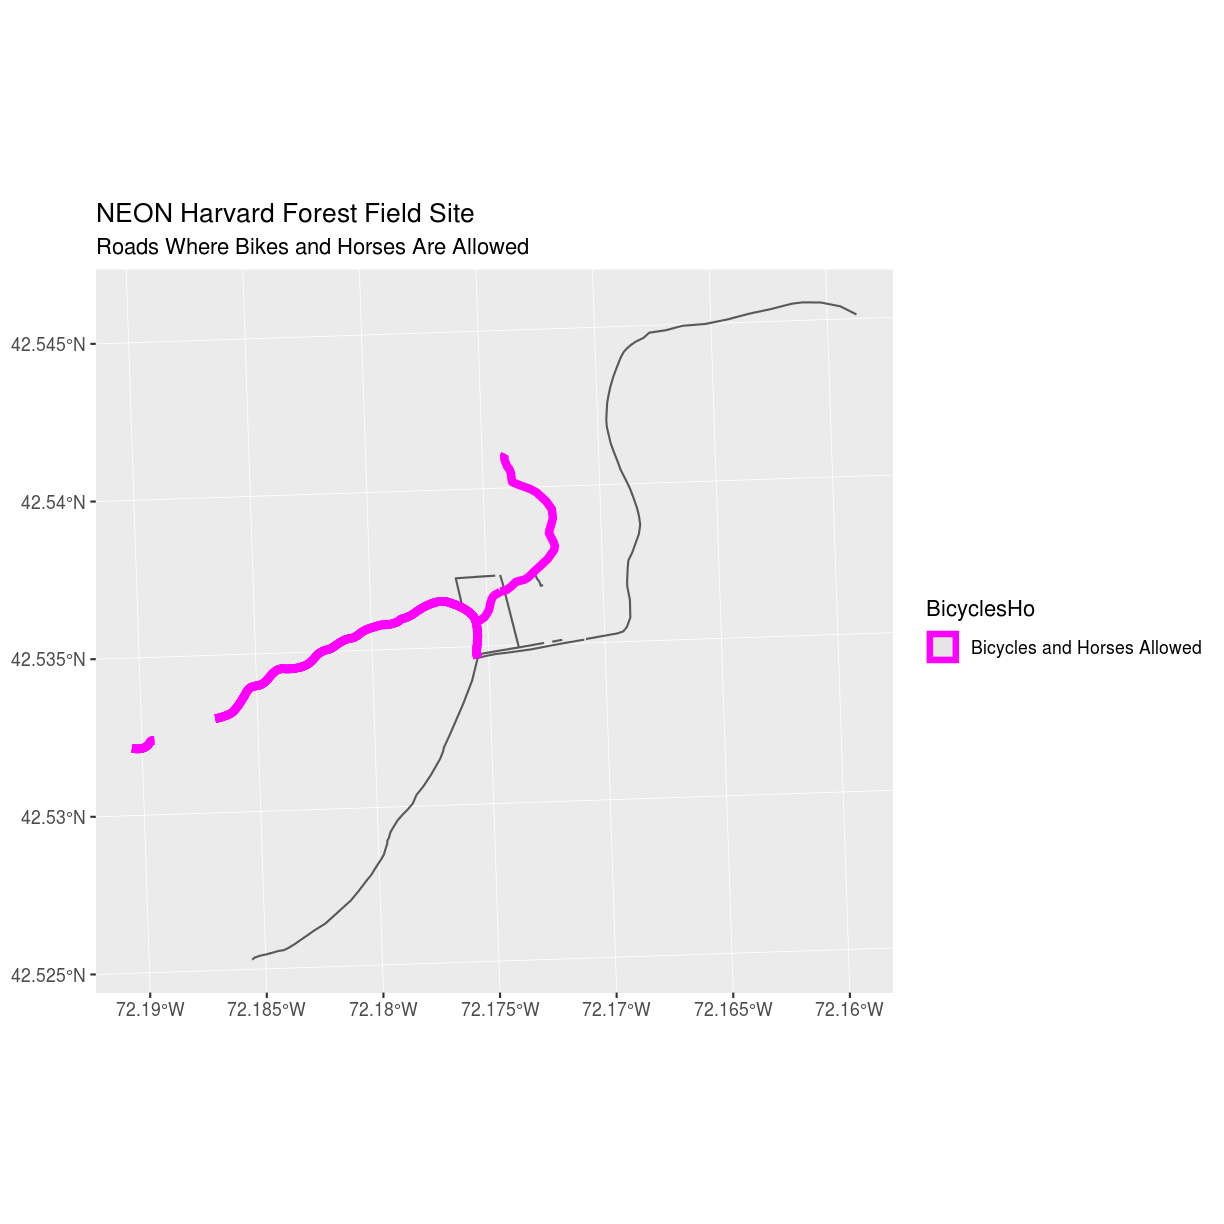 NEON Harvard Forest Field Site
Roads Where Bikes and Horses Are Allowed
42.545°N
42.54°N
42.535°N
42.53°N
42.525°N
72.19°W 72.185°W 72.18°W 72.175°W 72.17°W 72.165°W 72.16°W
BicyclesHo
Bicycles and Horses Allowed